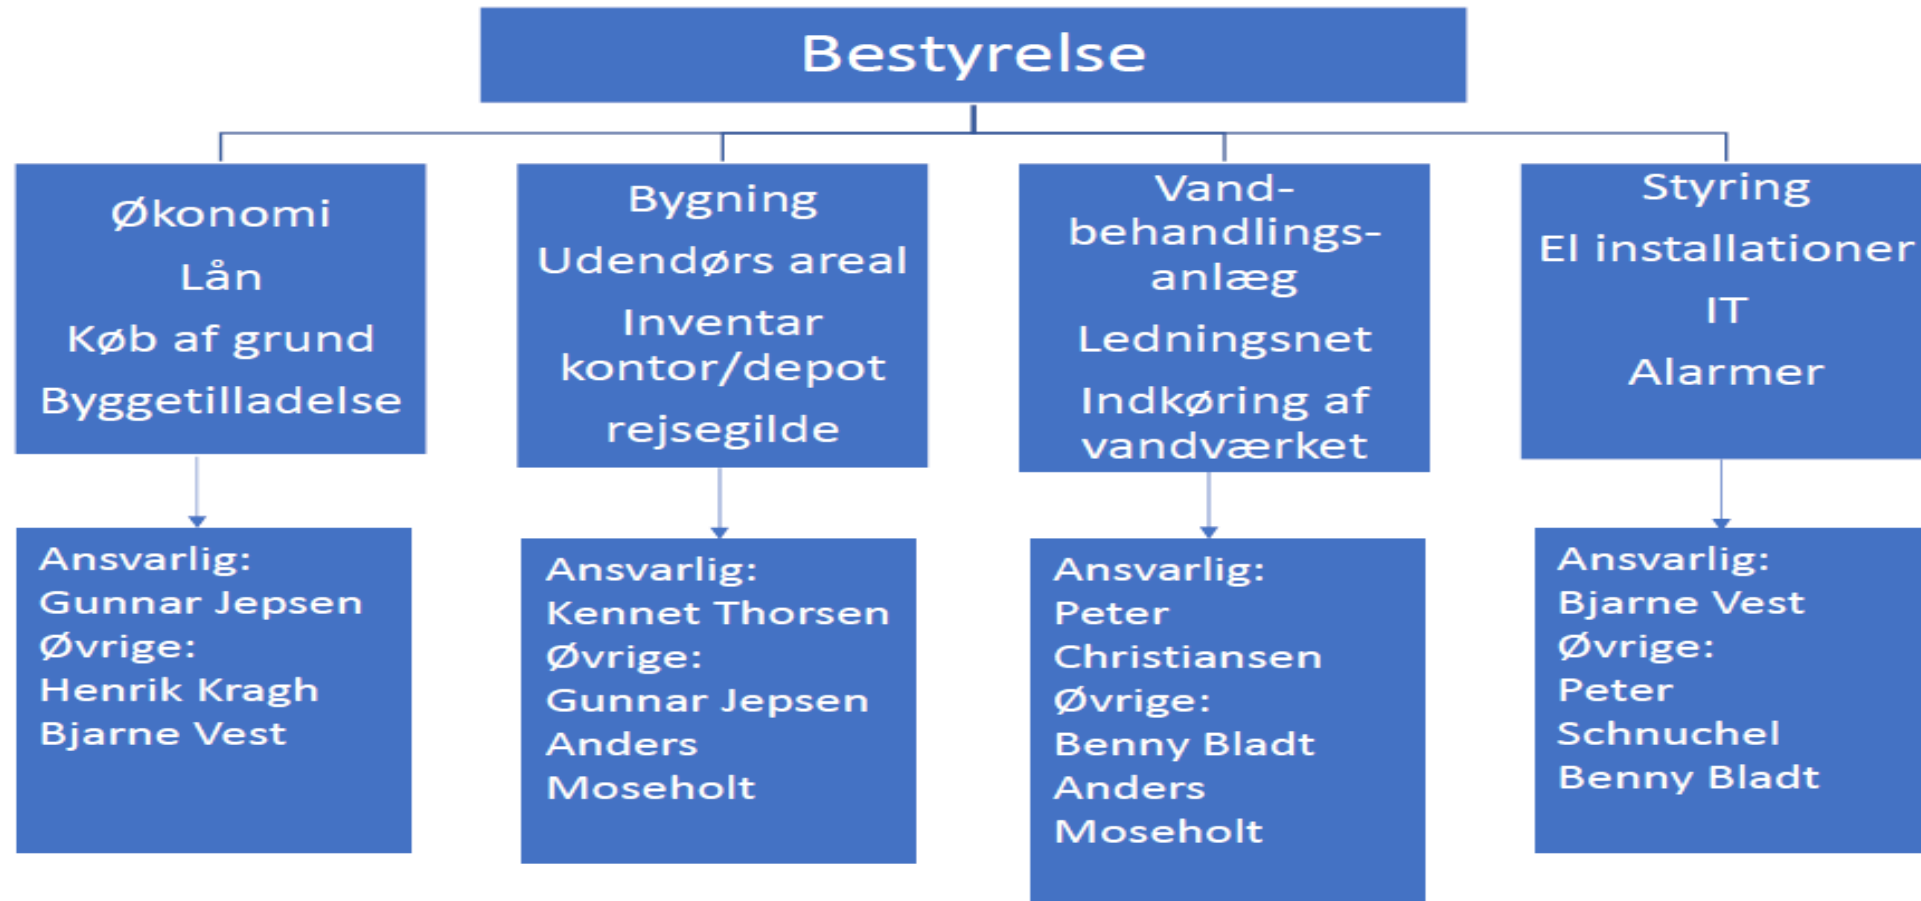 Bestyrelse
Økonomi
Lån
Køb af grund
Byggetilladelse
Bygning
Udendørs areal
Inventar
kontor/depot
rejsegilde
Vand-
behandlings-
anlæg
Ledningsnet
Indkøring af
vandværket
Styring
El installationer
IT
Alarmer
Ansvarlig:
Gunnar Jepsen
Øvrige:
Henrik Kragh
Bjarne Vest
Ansvarlig:
Kennet Thorsen
Øvrige:
Gunnar Jepsen
Anders
Moseholt
Ansvarlig:
Peter
Christiansen
Øvrige:
Benny Bladt
Anders
Moseholt
Ansvarlig:
Bjarne Vest
Øvrige:
Peter
Schnuchel
Benny Bladt